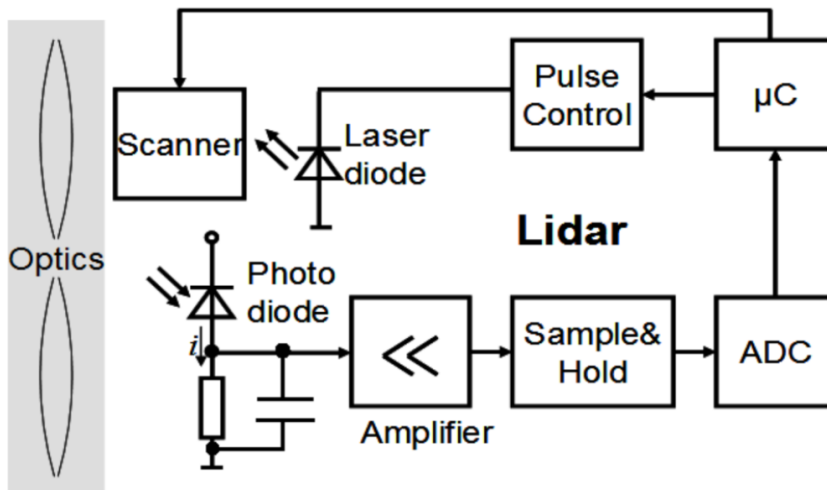 Pulse
Control
µC
Scanner
Laser
diode
Lidar
Optics
Photo
diode
i
Sample&
Hold
ADC
Amplifier